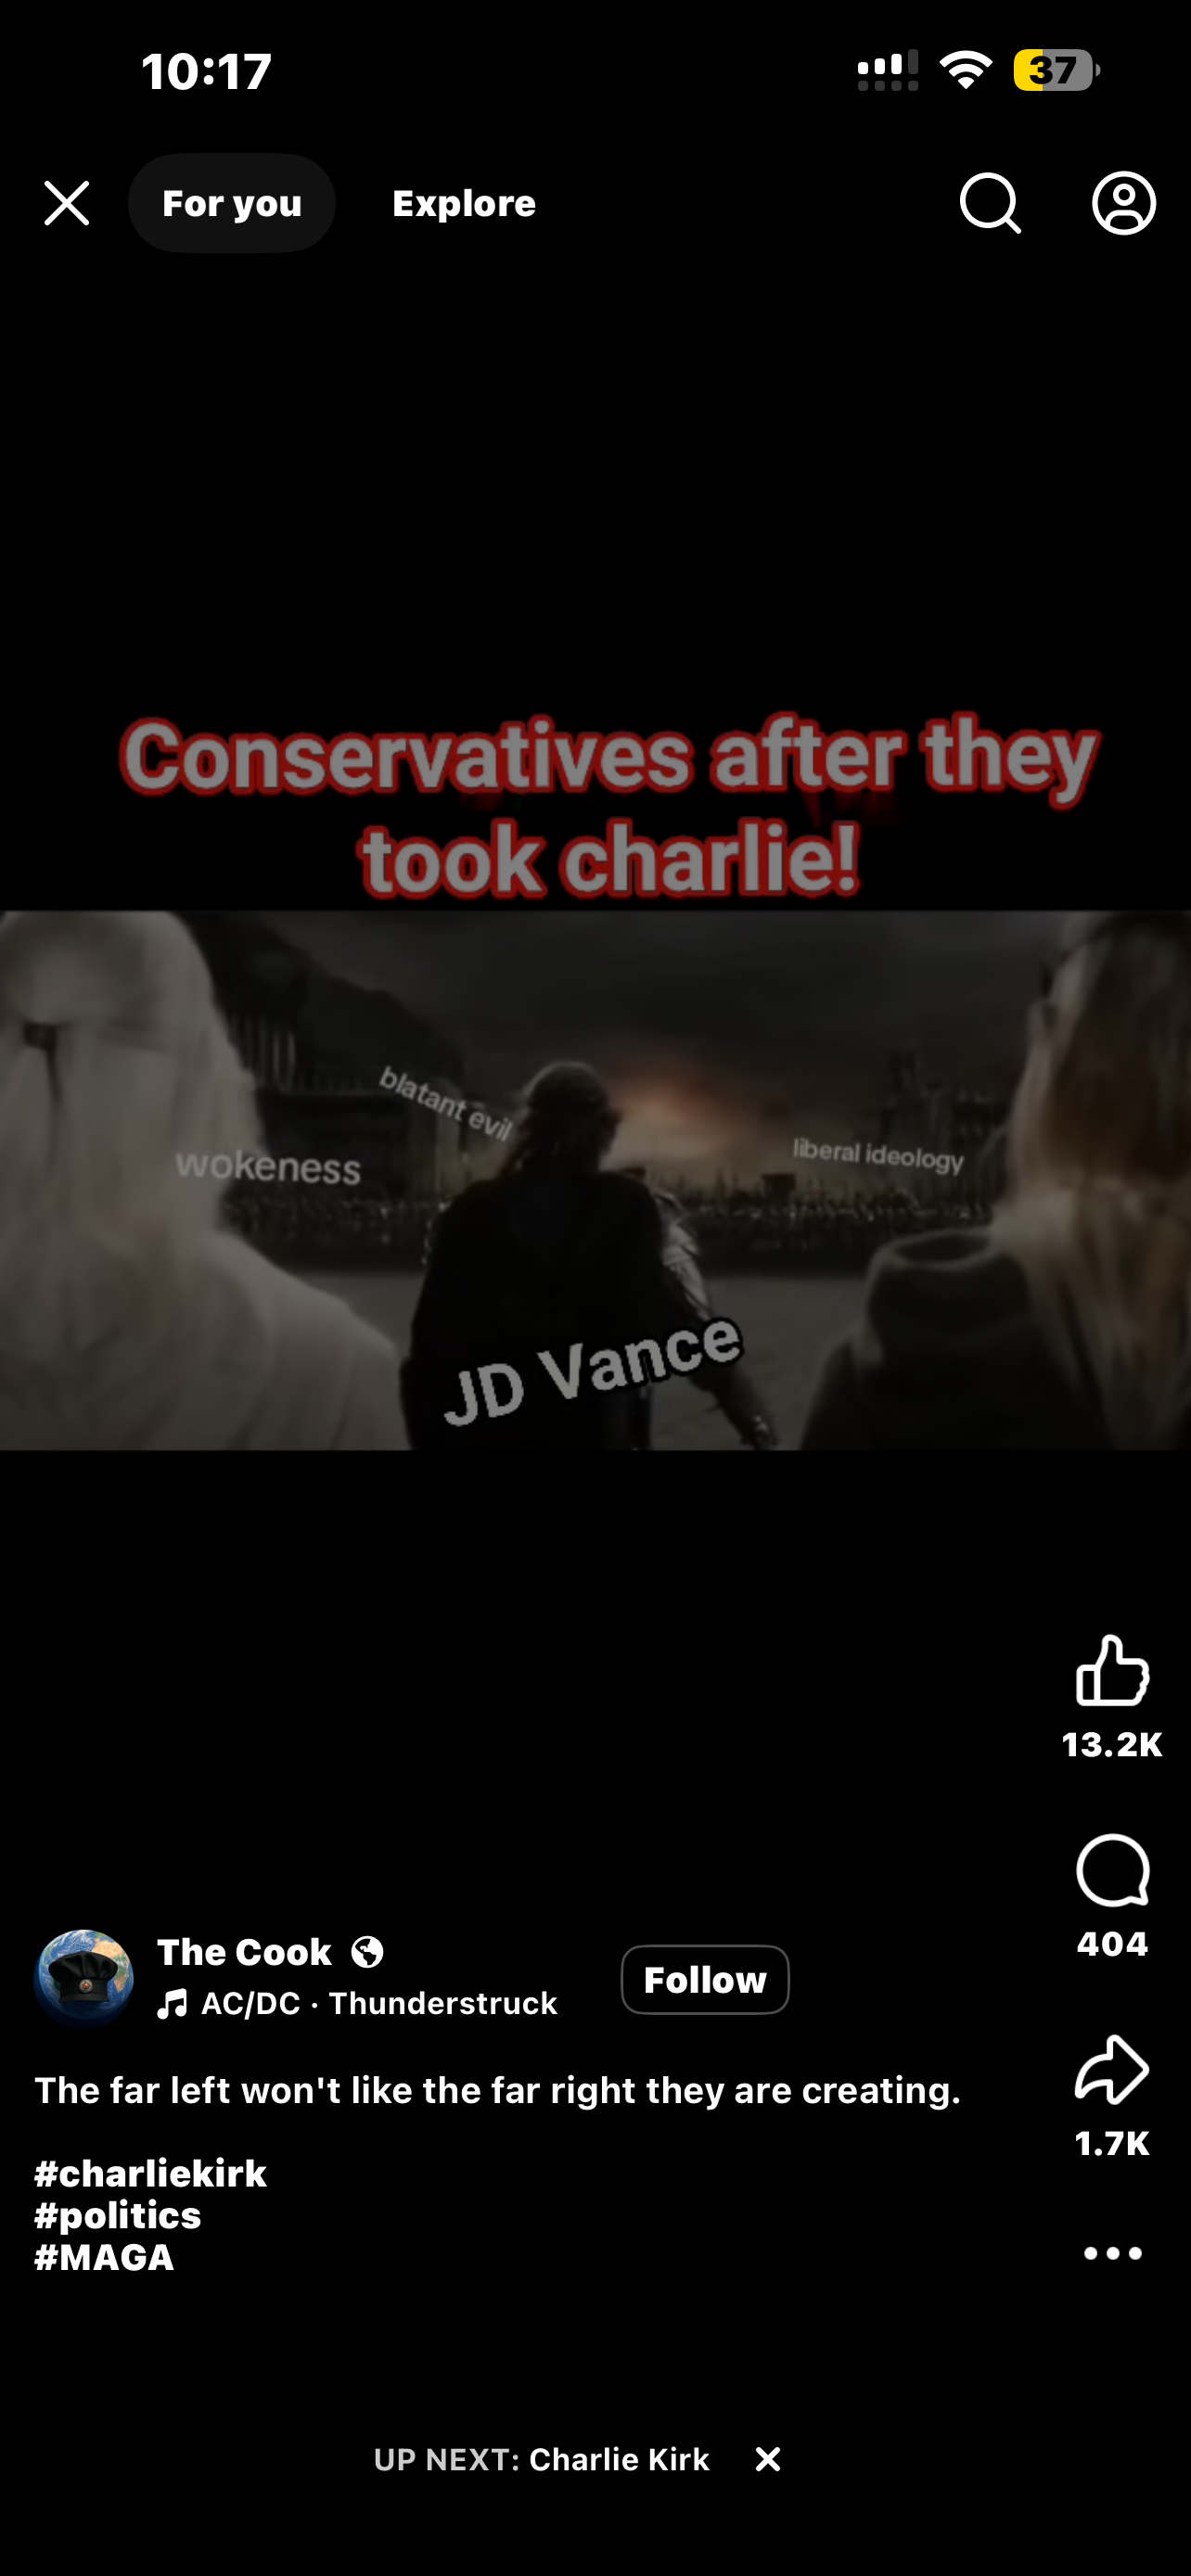 10:17
37
For you
Explore
Conservatives after they
took charlie!
blatant evil
wokeness
liberal ideology
JD Vance
13.2K
404
The Cook
AC/DC · Thunderstruck
Follow
The far left won't like the far right they are creating.
1.7K
#charliekirk
#politics
#MAGA
UP NEXT: Charlie Kirk